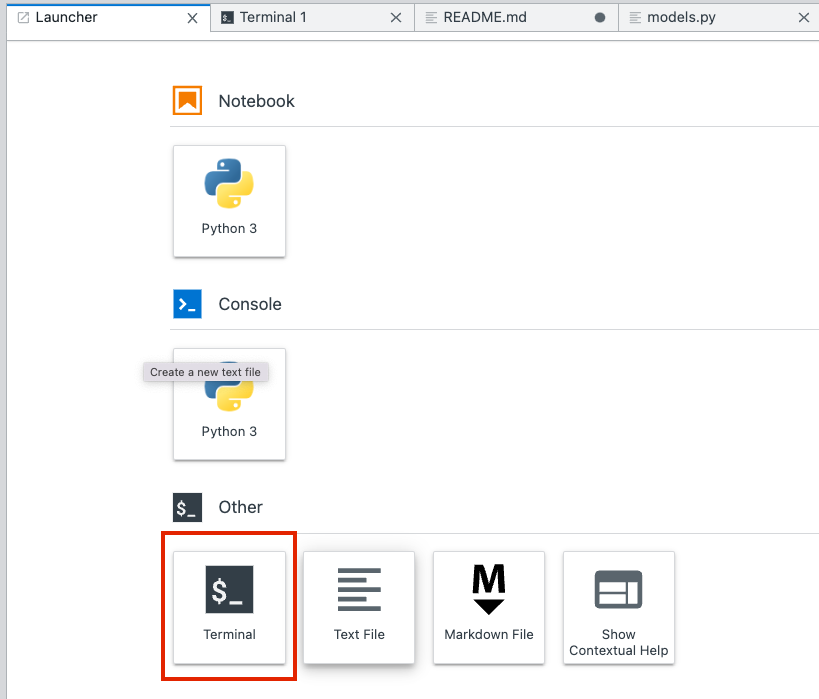 Launcher
Terminal 1
README.md
models.py
Notebook
Python 3
Console
Create a new text file
Python 3
$_ Other
$_
Terminal
Text File
M
Markdown File
Show
Contextual Help